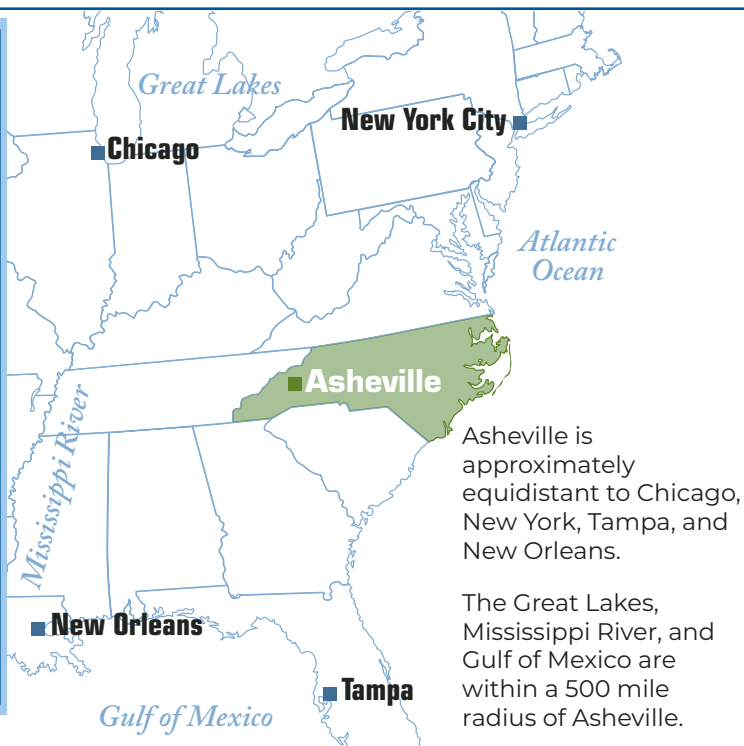 Great Lakes
New York City
Chicago
Atlantic
Ocean
Asheville
Mississippi River
Asheville is
approximately
equidistant to Chicago,
New York, Tampa, and
New Orleans.
The Great Lakes,
Mississippi River, and
Gulf of Mexico are
within a 500 mile
radius of Asheville.
New Orleans
Tampa
Gulf of Mexico